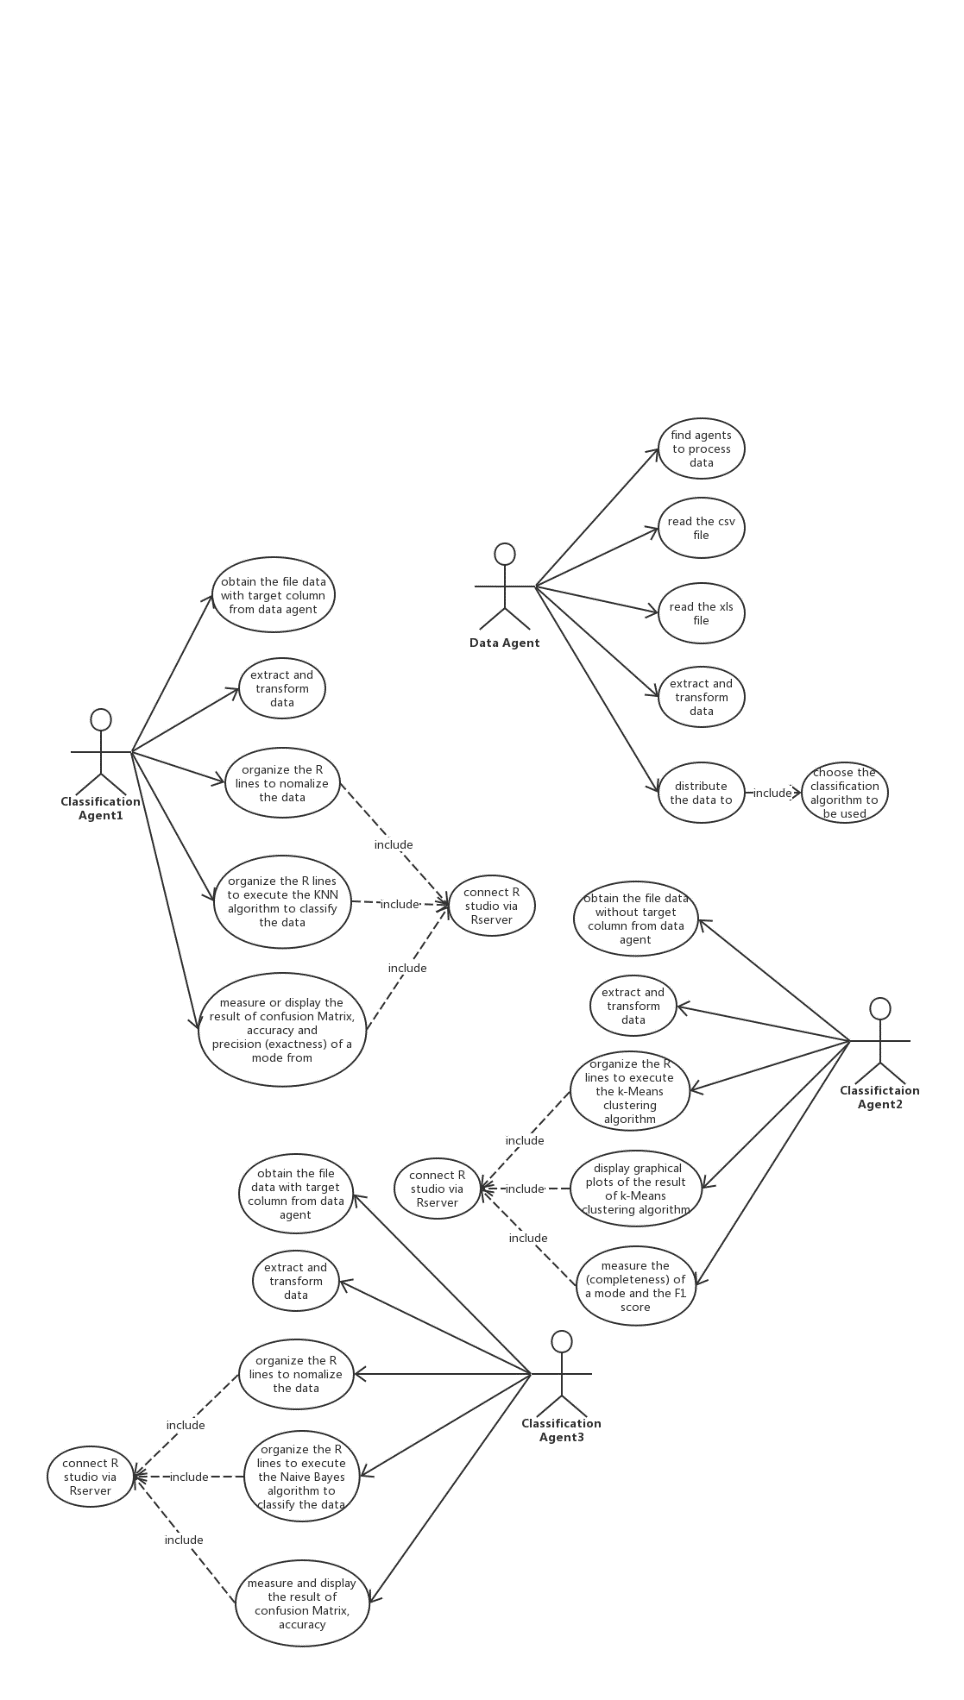 find agents
to process
data
read the csv
file
read the xls
file
extract and
transform
data
distribute
the data to
include
choose the
classification
algorithm to
be used
Data Agent
obtain the file data
with target column
from data agent
extract and
transform
data
organize the R
lines to nomalize
the data
organize the R lines
to execute the KNN
algorithm to classify
the data
measure or display the
result of confusion Matrix,
accuracy and
precision (exactness) of a
mode from
Classification
Agent1
include
include
include
connect R
studio via
Rserver
obtain the file data
without target
column from data
agent
extract and
transform
data
organize the R
lines to execute
the k-Means
clustering
algorithm
display graphical
plots of the result
of k-Means
clustering algorithm
measure the
(completeness) of
a mode and the F1
score
Classifictaion
Agent2
include
include
include
connect R
studio via
Rserver
obtain the file
data with target
column from data
agent
extract and
transform
data
organize the R
lines to nomalize
the data
organize the R
lines to execute
the Naive Bayes
algorithm to
classify the data
measure and display
the result of
confusion Matrix,
accuracy
Classification
Agent3
include
include
include
connect R
studio via
Rserver